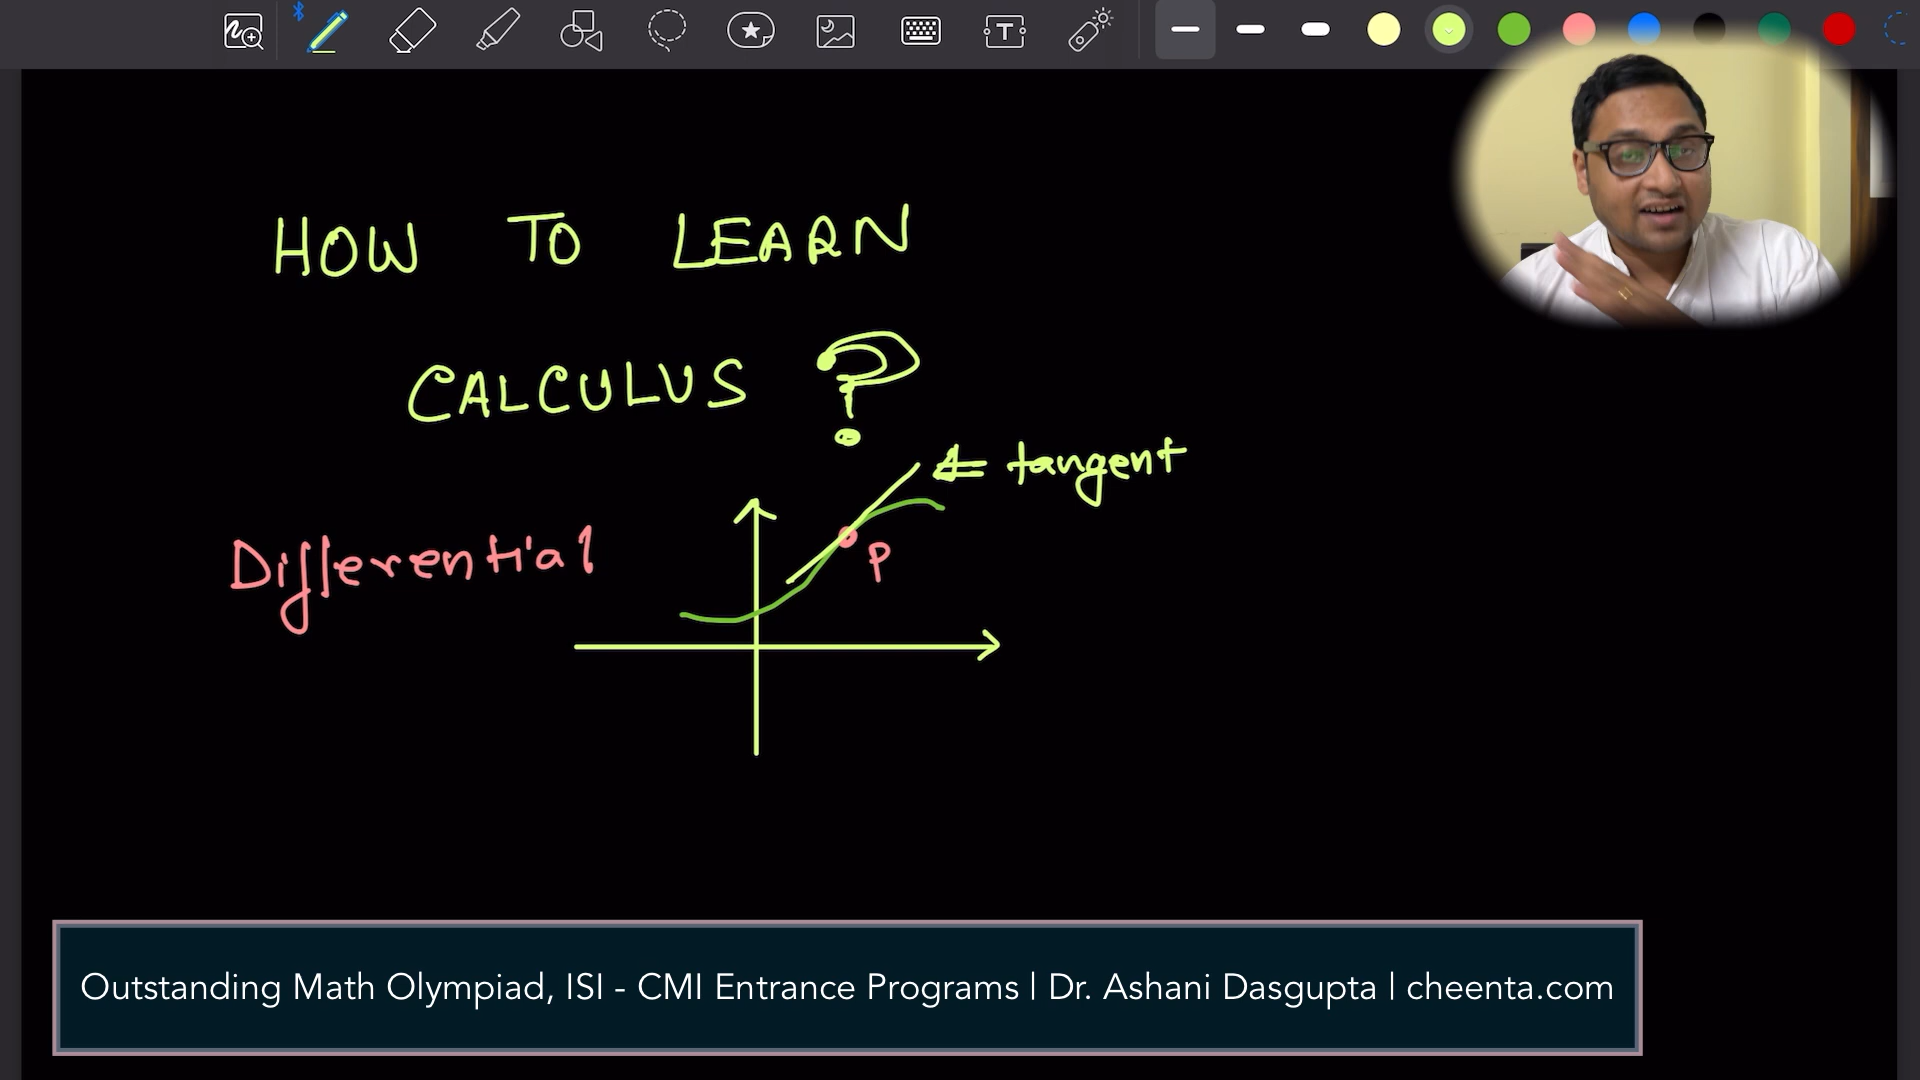 T
HOW TO LEARN
CALCULUS ?
tangent
Differential
P
Outstanding Math Olympiad, ISI - CMI Entrance Programs | Dr. Ashani Dasgupta | cheenta.com